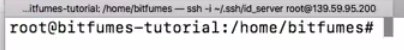 ...itfumes-tutorial: /home/bitfumes — ssh -i ~/.ssh/id_server root@139.59.95.200
root@bitfumes-tutorial:/home/bitfumes#